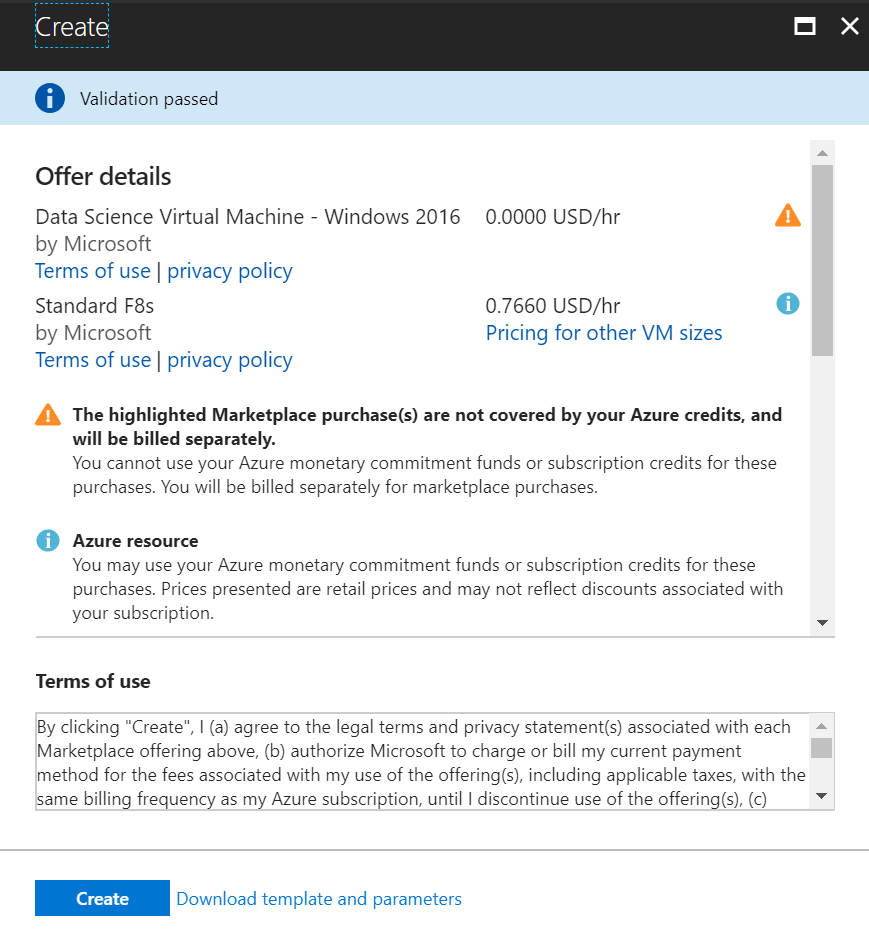 Create
Validation passed
Offer details
Data Science Virtual Machine - Windows 2016 0.0000 USD/hr
by Microsoft
Terms of use | privacy policy
Standard F8s 0.7660 USD/hr
by Microsoft Pricing for other VM sizes
Terms of use | privacy policy
The highlighted Marketplace purchase(s) are not covered by your Azure credits, and
will be billed separately.
You cannot use your Azure monetary commitment funds or subscription credits for these
purchases. You will be billed separately for marketplace purchases.
Azure resource
You may use your Azure monetary commitment funds or subscription credits for these
purchases. Prices presented are retail prices and may not reflect discounts associated with
your subscription.
Terms of use
By clicking "Create", I (a) agree to the legal terms and privacy statement(s) associated with each
Marketplace offering above, (b) authorize Microsoft to charge or bill my current payment
method for the fees associated with my use of the offering(s), including applicable taxes, with the
same billing frequency as my Azure subscription, until I discontinue use of the offering(s), (c)
Create Download template and parameters